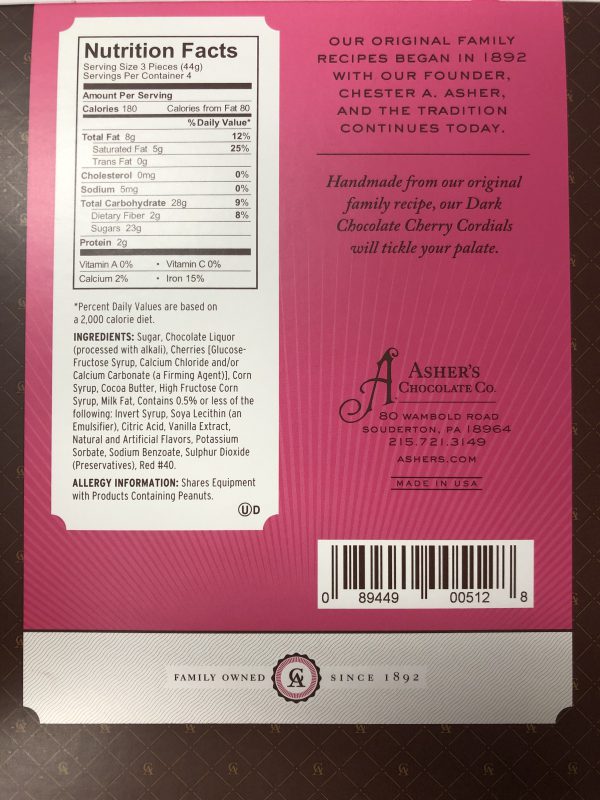 Nutrition Facts
Serving Size 3 Pieces (44g)
Servings Per Container 4
Amount Per Serving
Calories 180 Calories from Fat 80
% Daily Value*
Total Fat 8g 12%
Saturated Fat 5g 25%
Trans Fat 0g
Cholesterol 0mg 0%
Sodium 5mg 0%
Total Carbohydrate 28g 9%
Dietary Fiber 2g 8%
Sugars 23g
Protein 2g
Vitamin A 0% • Vitamin C 0%
Calcium 2% • Iron 15%
*Percent Daily Values are based on
a 2,000 calorie diet.
INGREDIENTS: Sugar, Chocolate Liquor
(processed with alkali), Cherries [Glucose-
Fructose Syrup, Calcium Chloride and/or
Calcium Carbonate (a Firming Agent)], Corn
Syrup, Cocoa Butter, High Fructose Corn
Syrup, Milk Fat, Contains 0.5% or less of the
following: Invert Syrup, Soya Lecithin (an
Emulsifier), Citric Acid, Vanilla Extract,
Natural and Artificial Flavors, Potassium
Sorbate, Sodium Benzoate, Sulphur Dioxide
(Preservatives), Red #40.
ALLERGY INFORMATION: Shares Equipment
with Products Containing Peanuts.
ⓊD
OUR ORIGINAL FAMILY
RECIPES BEGAN IN 1892
WITH OUR FOUNDER,
CHESTER A. ASHER,
AND THE TRADITION
CONTINUES TODAY.
Handmade from our original
family recipe, our Dark
Chocolate Cherry Cordials
will tickle your palate.
A
ASHER'S
CHOCOLATE CO.
80 WAMBOLD ROAD
SOUDERTON, PA 18964
215.721.3149
ASHERS.COM
MADE IN USA
0 89449 00512 8
FAMILY OWNED CA SINCE 1892